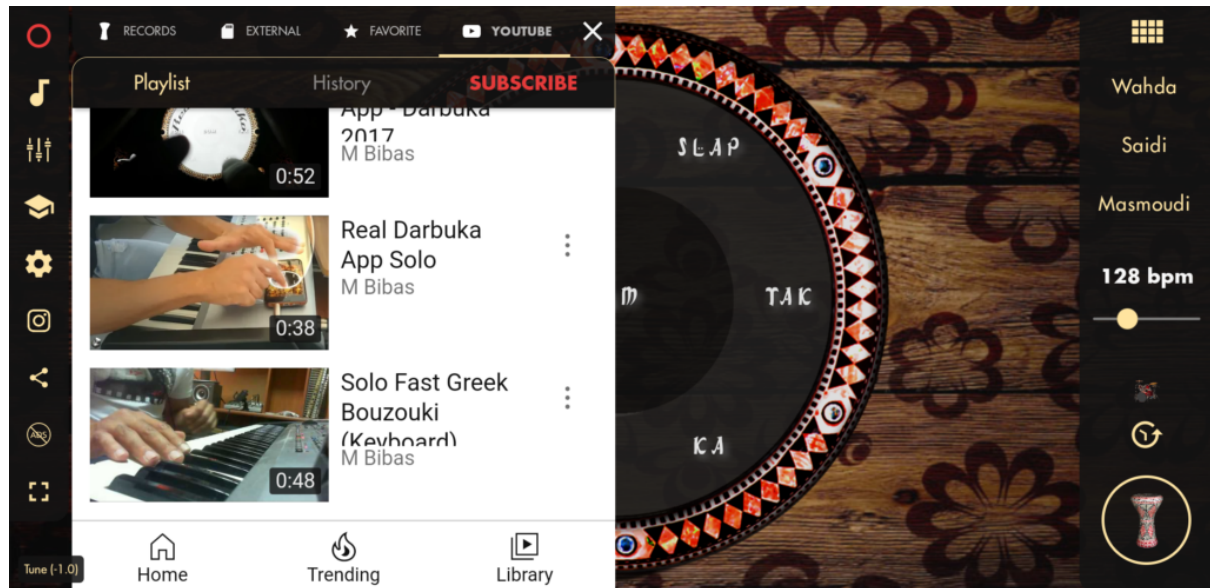 RECORDS
EXTERNAL
FAVORITE
YOUTUBE
Playlist
History
SUBSCRIBE
App - Darbuka
2017
M Bibas
0:52
Real Darbuka
App Solo
M Bibas
0:38
Solo Fast Greek
Bouzouki
(Keyboard)
M Bibas
0:48
Home
Trending
Library
ADS
Tune (-1.0)
SLAP
M
TAK
KA
Wahda
Saidi
Masmoudi
128 bpm